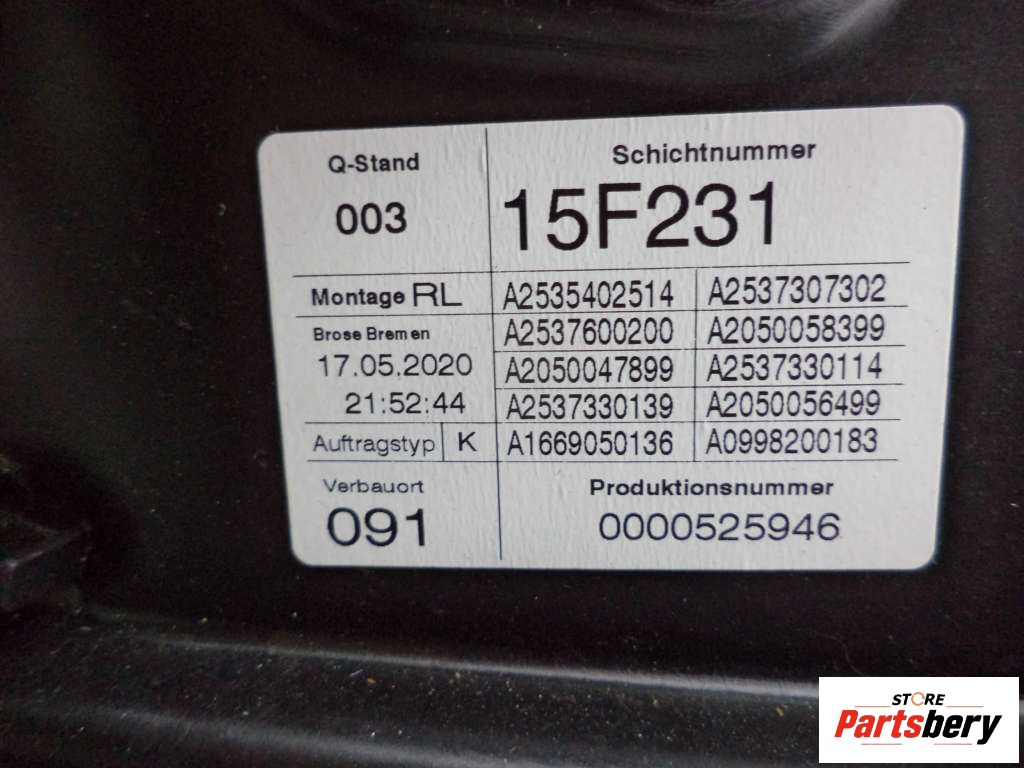 Q-Stand
003
Schichtnummer
15F231
Montage RL
A2535402514 A2537307302
Brose Bremen
A2537600200 A2050058399
17.05.2020
A2050047899 A2537330114
21:52:44
A2537330139 A2050056499
Auftragstyp K
A1669050136 A0998200183
Verbauort
091
Produktionsnummer
0000525946
STORE
Partsbery